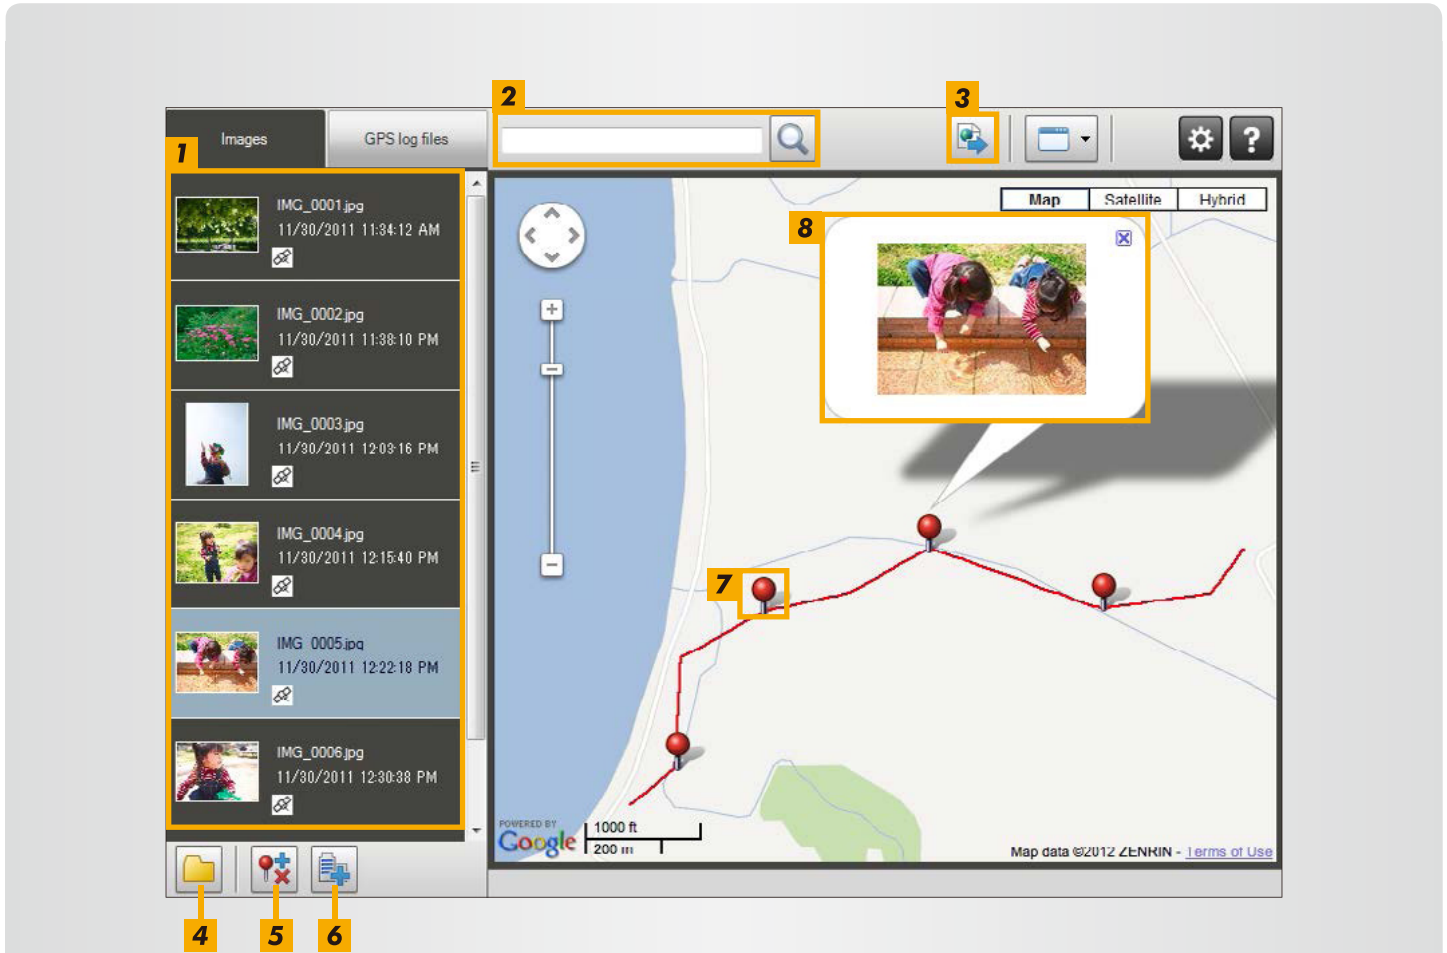 2
3
Images
GPS log files
?
1
IMG_0001.jpg
11/30/2011 11:34:12 AM
IMG_0002.jpg
11/30/2011 11:38:10 PM
IMG_0003.jpg
11/30/2011 12:03:16 PM
IMG_0004.jpg
11/30/2011 12:15:40 PM
IMG_0005.jpg
11/30/2011 12:22:18 PM
IMG_0006.jpg
11/30/2011 12:30:38 PM
Map Satellite Hybrid
8
7
POWERED BY
Google
1000 ft
200 m
Map data ©2012 ZENRIN - Terms of Use
4
5
6